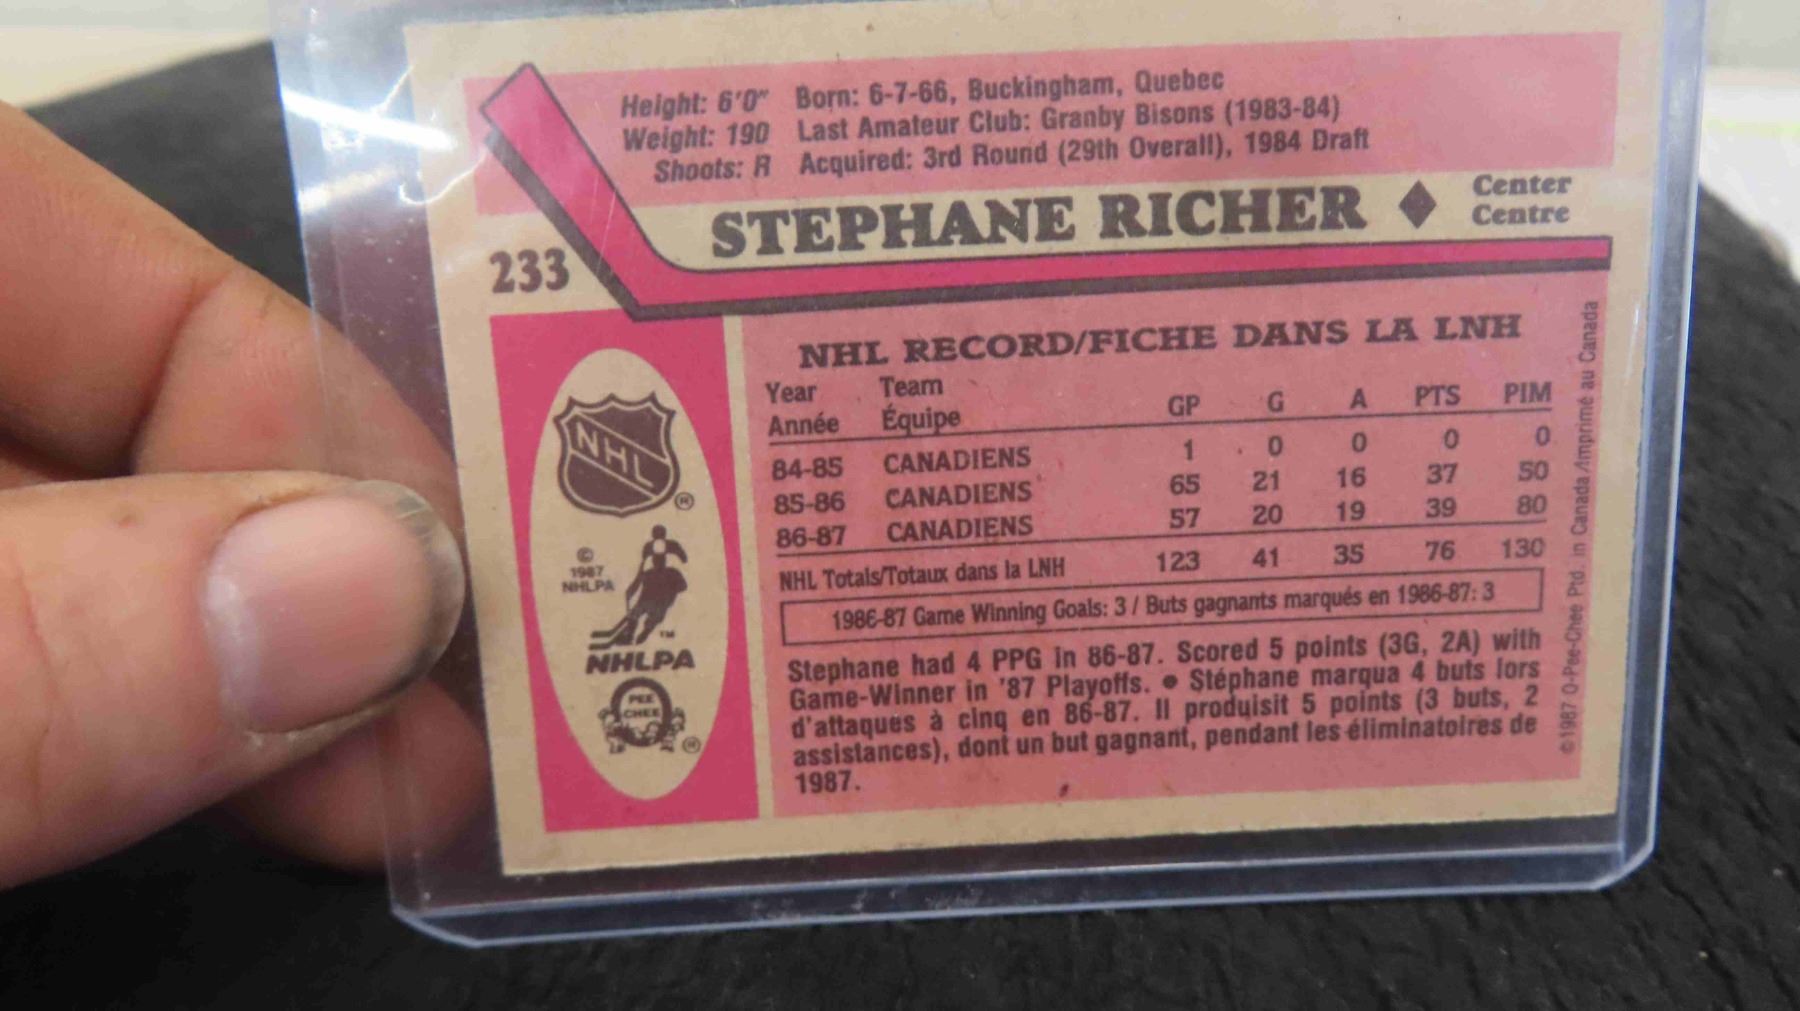 Height: 6'0" Born: 6-7-66, Buckingham, Quebec
Weight: 190 Last Amateur Club: Granby Bisons (1983-84)
Shoots: R Acquired: 3rd Round (29th Overall), 1984 Draft
STEPHANE RICHER ♦ Center
Centre
233
NHL RECORD/FICHE DANS LA LNH
Year Team
Année Équipe GP G A PTS PIM
84-85 CANADIENS 1 0 0 0 0
85-86 CANADIENS 65 21 16 37 50
86-87 CANADIENS 57 20 19 39 80
NHL Totals/Totaux dans la LNH 123 41 35 76 130
1986-87 Game Winning Goals: 3 / Buts gagnants marqués en 1986-87: 3
Stephane had 4 PPG in 86-87. Scored 5 points (3G, 2A) with
Game-Winner in '87 Playoffs. ● Stéphane marqua 4 buts lors
d'attaques à cinq en 86-87. Il produisit 5 points (3 buts, 2
assistances), dont un but gagnant, pendant les éliminatoires de
1987.
NHL ®
©
1987
NHLPA
™
NHLPA
O
PEE
CHEE
®
©1987 O-Pee-Chee Ptd. in Canada/Imprimé au Canada